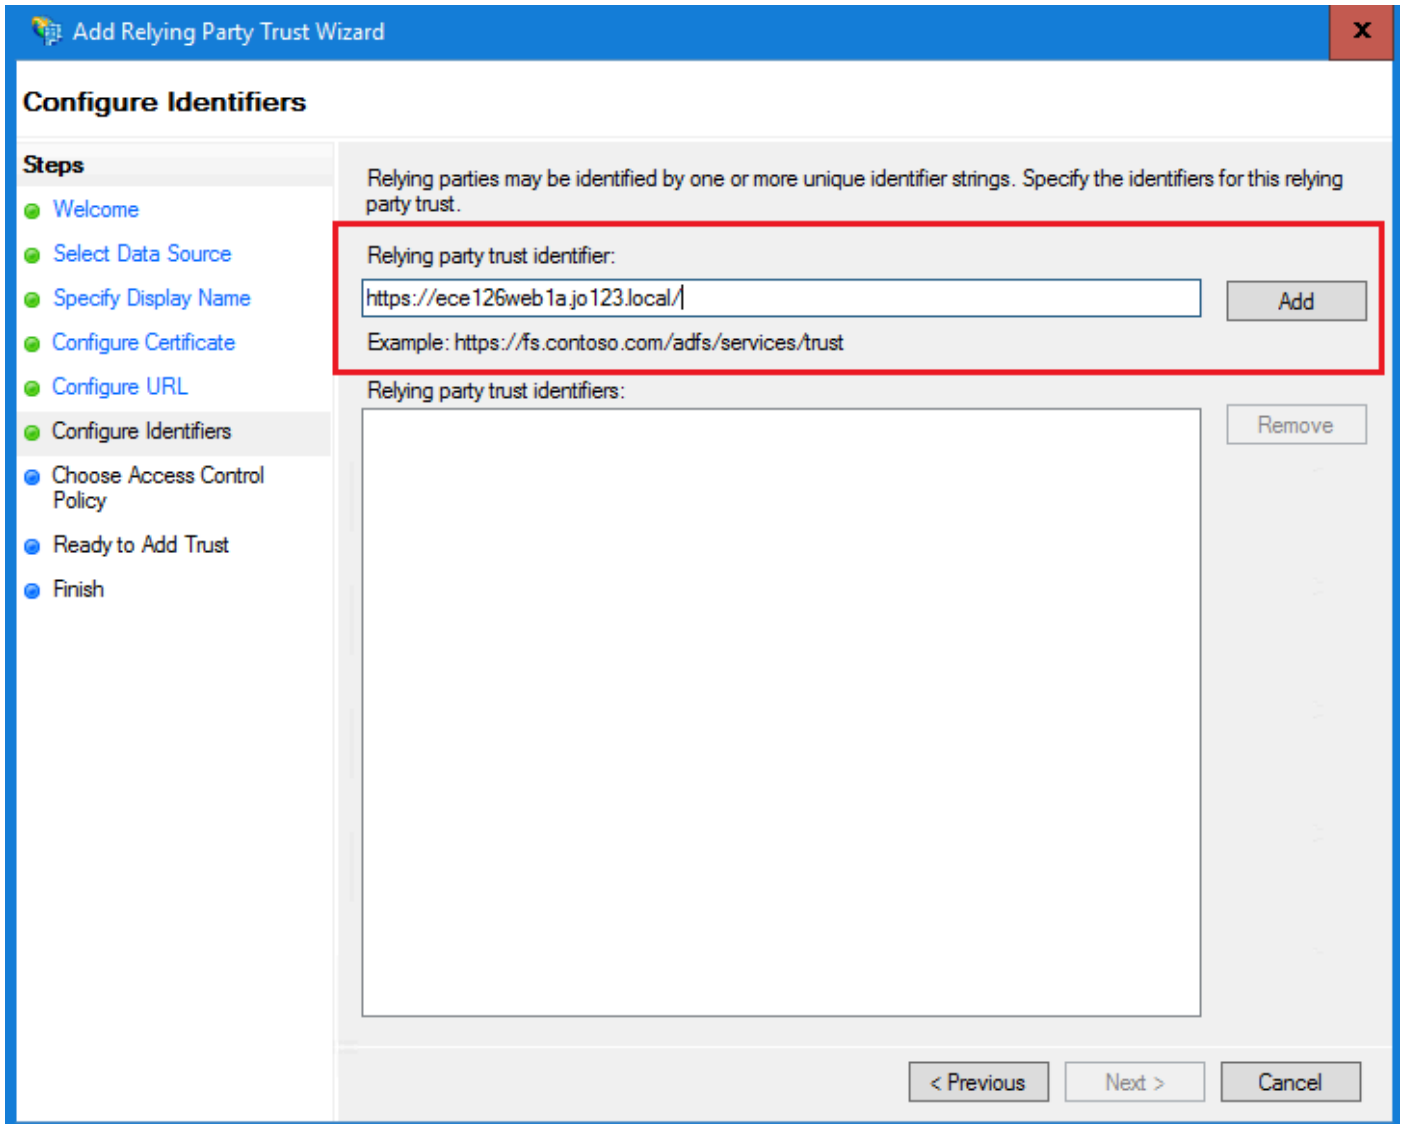 Add Relying Party Trust Wizard
x
Configure Identifiers
Steps
Welcome
Select Data Source
Specify Display Name
Configure Certificate
Configure URL
Configure Identifiers
Choose Access Control
Policy
Ready to Add Trust
Finish
Relying parties may be identified by one or more unique identifier strings. Specify the identifiers for this relying
party trust.
Relying party trust identifier:
https://ece126web1a.jo123.local/
Add
Example: https://fs.contoso.com/adfs/services/trust
Relying party trust identifiers:
Remove
< Previous
Next >
Cancel